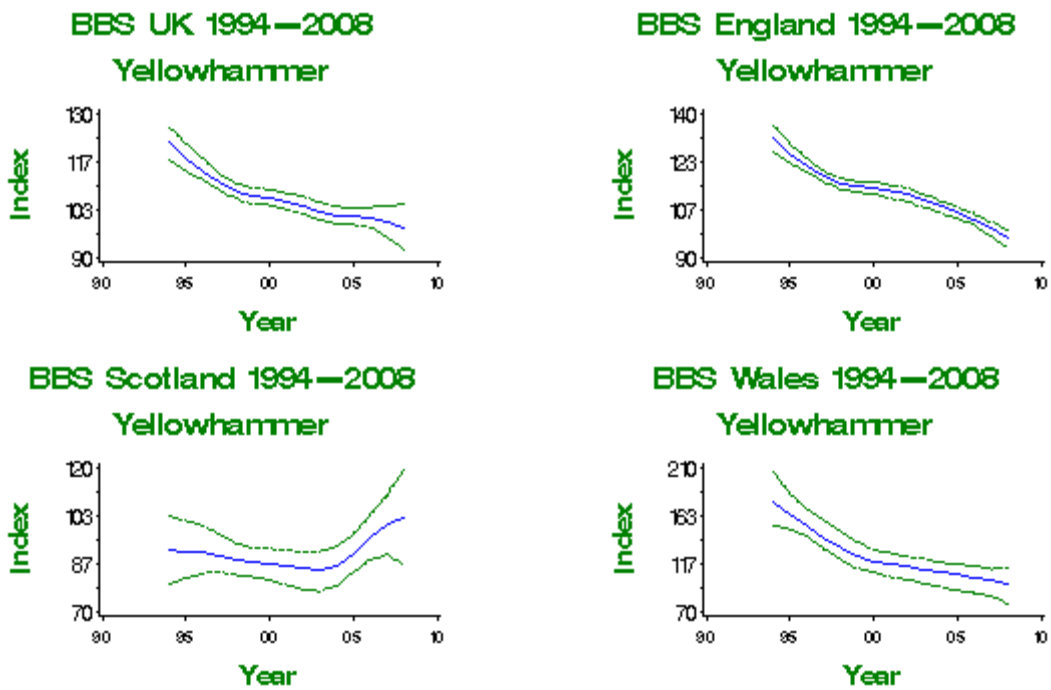 BBS UK 1994—2008
Yellowhammer
130
117
103
90
Index
90 95 00 05 10
Year
BBS England 1994—2008
Yellowhammer
140
123
107
90
Index
90 95 00 05 10
Year
BBS Scotland 1994—2008
Yellowhammer
120
103
87
70
Index
90 95 00 05 10
Year
BBS Wales 1994—2008
Yellowhammer
210
163
117
70
Index
90 95 00 05 10
Year